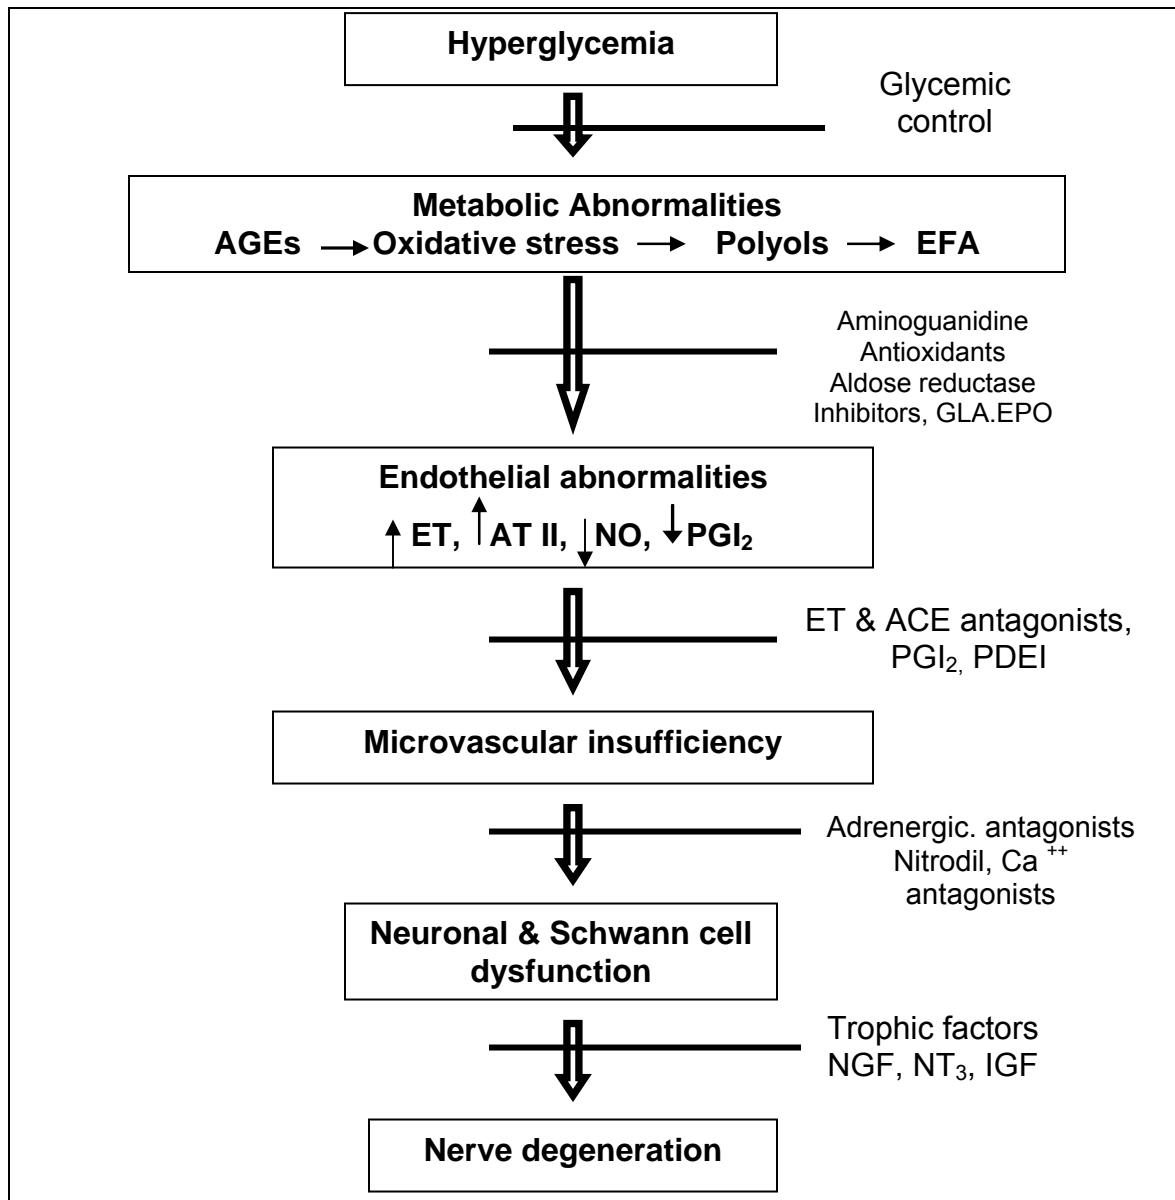 Hyperglycemia
Glycemic
control
Metabolic Abnormalities
AGEs → Oxidative stress → Polyols → EFA
Aminoguanidine
Antioxidants
Aldose reductase
Inhibitors, GLA.EPO
Endothelial abnormalities
↑ ET, ↑ AT II, ↓ NO, ↓ PGI₂
ET & ACE antagonists,
PGI₂, PDEI
Microvascular insufficiency
Adrenergic. antagonists
Nitrodil, Ca ⁺⁺
antagonists
Neuronal & Schwann cell
dysfunction
Trophic factors
NGF, NT₃, IGF
Nerve degeneration